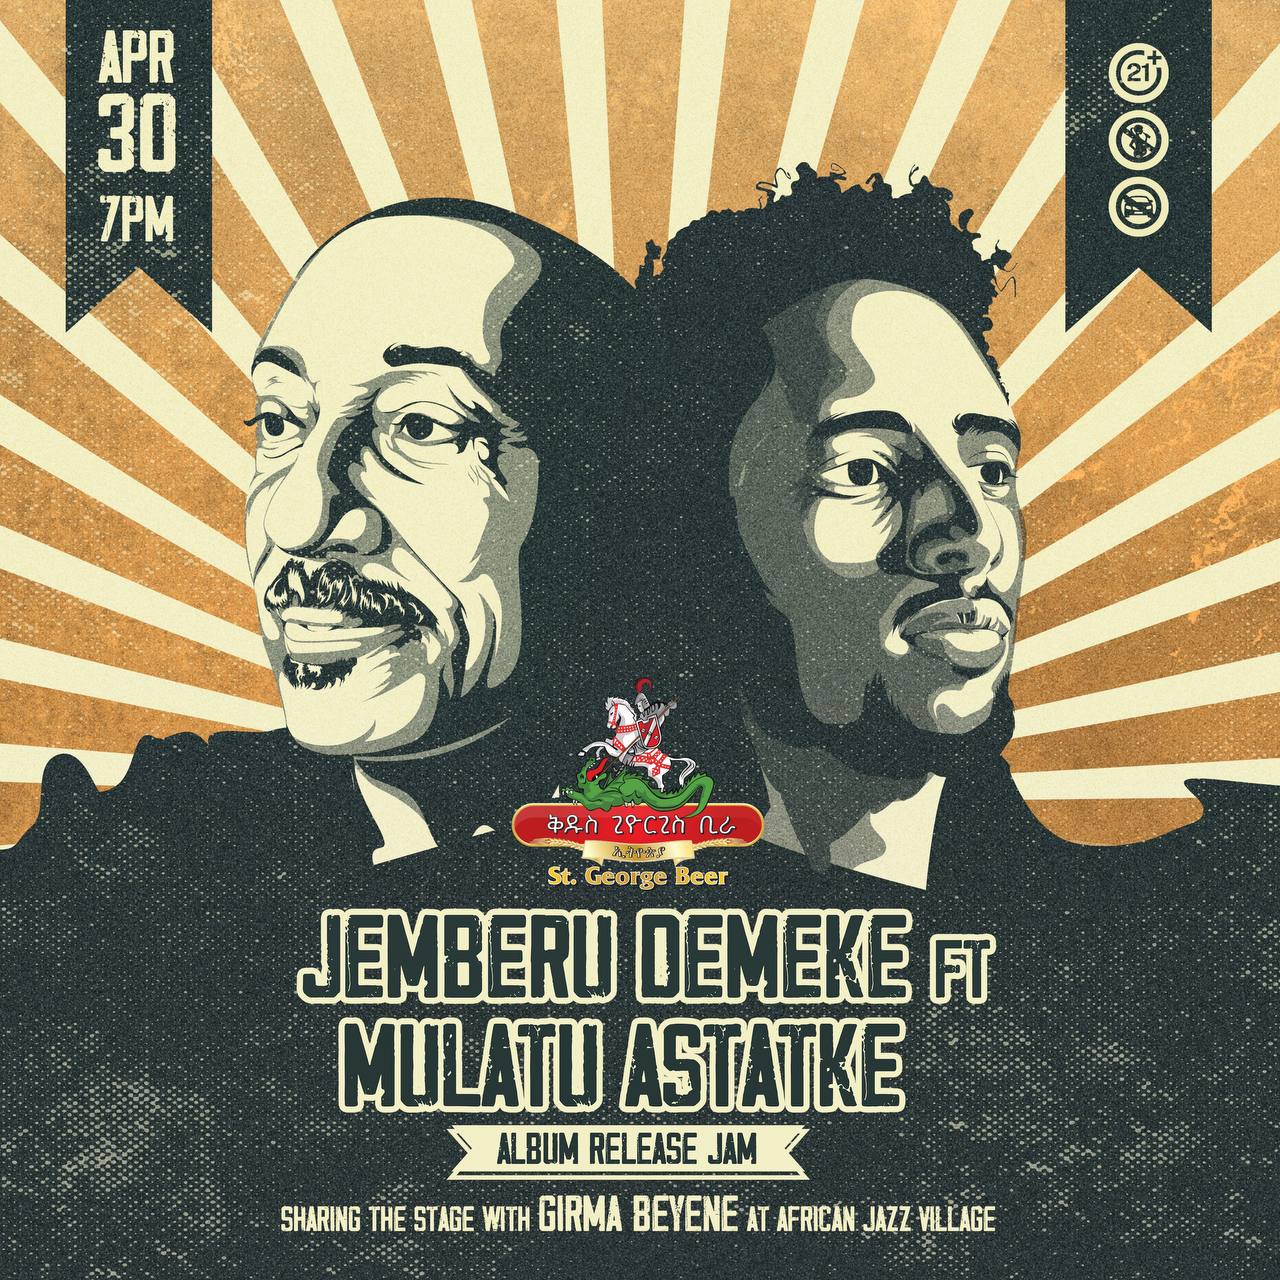 APR
30
7PM
21+
ቅዱስ ጊዮርጊስ ቢራ
ኢትዮጵያ
St. George Beer
JEMBERU DEMEKE FT
MULATU ASTATKE
ALBUM RELEASE JAM
SHARING THE STAGE WITH GIRMA BEYENE AT AFRICAN JAZZ VILLAGE